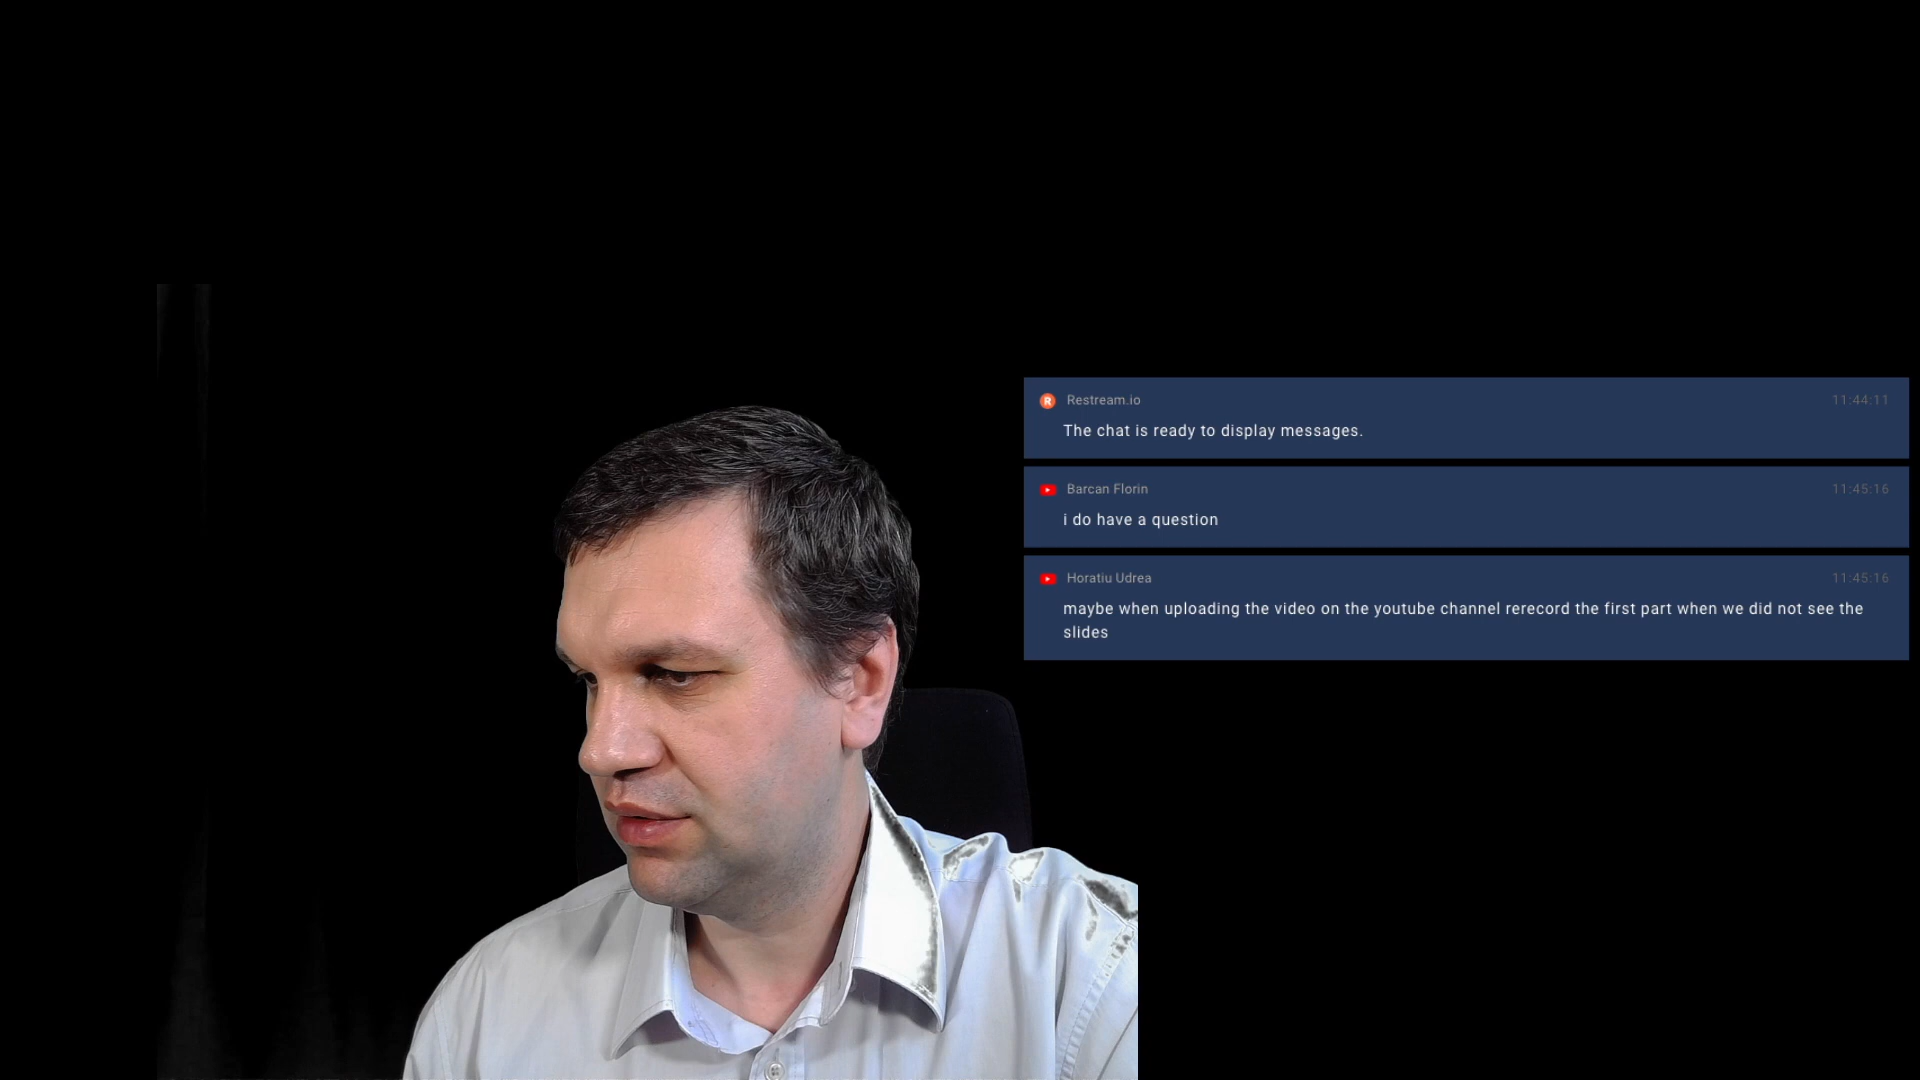 Restream.io 11:44:11
The chat is ready to display messages.
Barcan Florin 11:45:16
i do have a question
Horatiu Udrea 11:45:16
maybe when uploading the video on the youtube channel rerecord the first part when we did not see the
slides